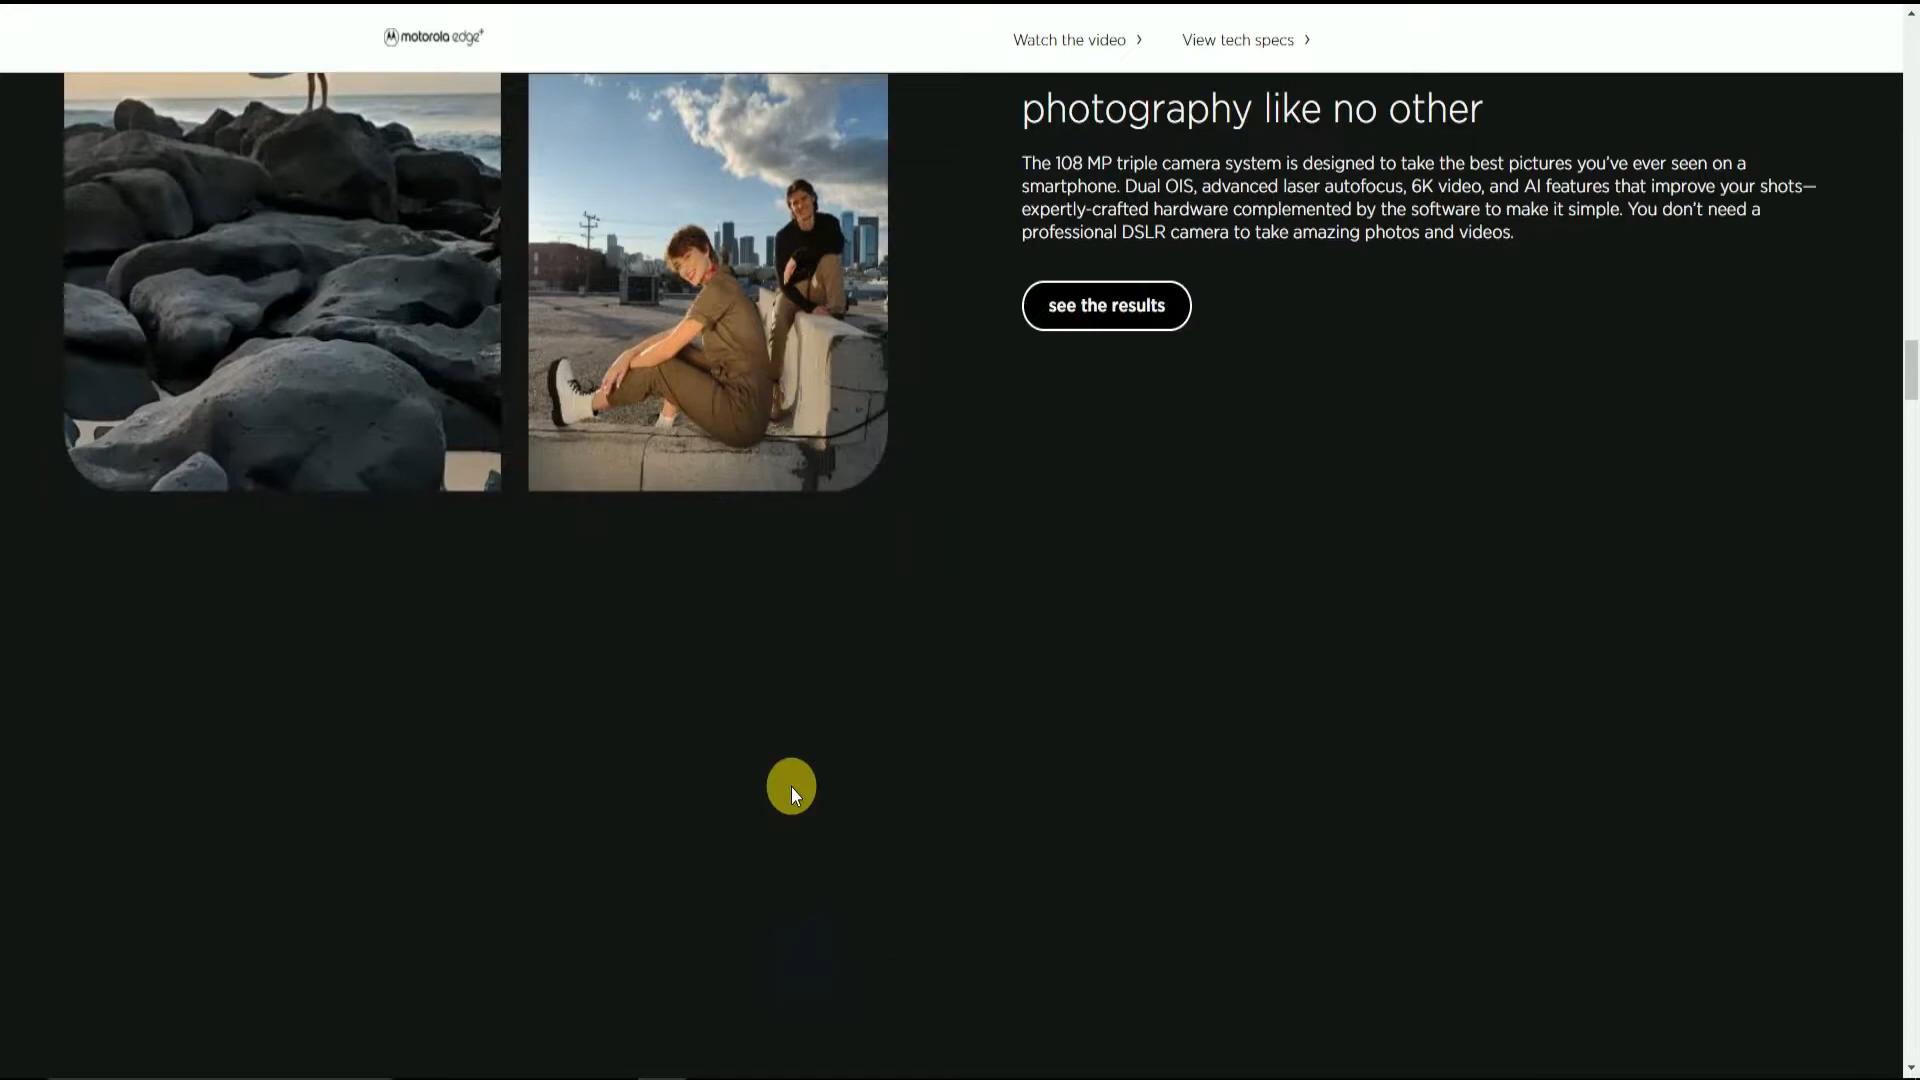 motorola edge+
Watch the video >
View tech specs >
photography like no other
The 108 MP triple camera system is designed to take the best pictures you've ever seen on a
smartphone. Dual OIS, advanced laser autofocus, 6K video, and AI features that improve your shots—
expertly-crafted hardware complemented by the software to make it simple. You don't need a
professional DSLR camera to take amazing photos and videos.
see the results